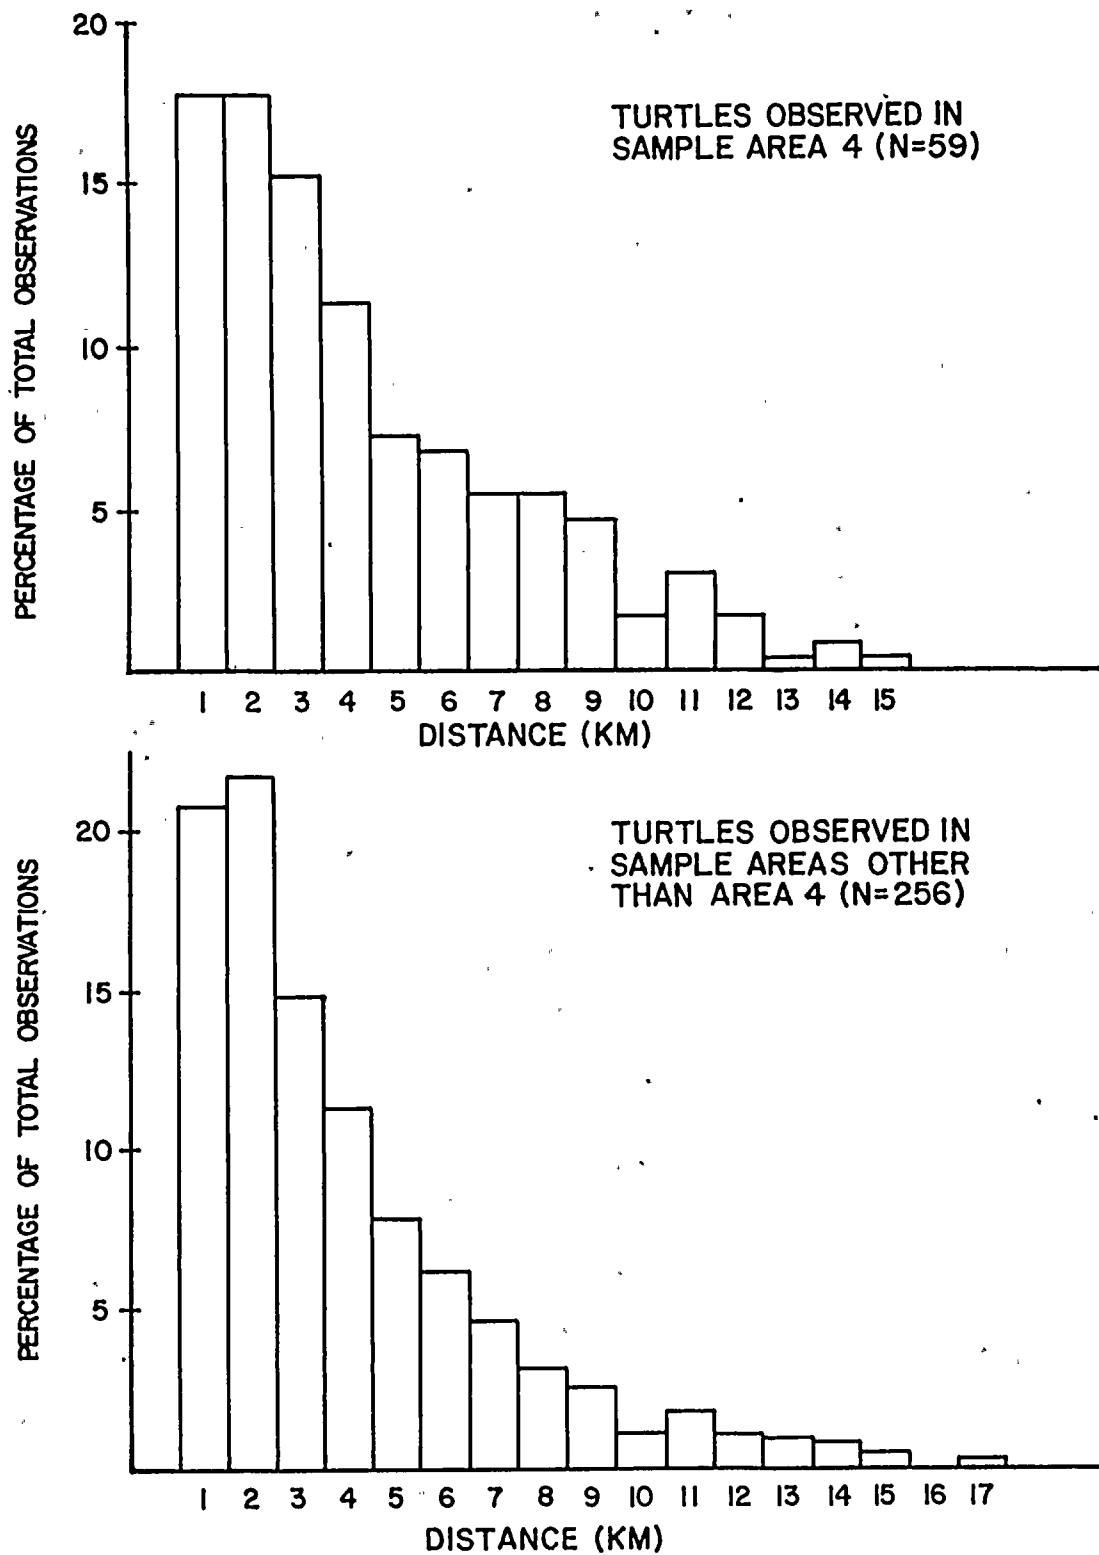 20
TURTLES OBSERVED IN
SAMPLE AREA 4 (N=59)
15
10
5
PERCENTAGE OF TOTAL OBSERVATIONS
1 2 3 4 5 6 7 8 9 10 11 12 13 14 15
DISTANCE (KM)
20
TURTLES OBSERVED IN
SAMPLE AREAS OTHER
THAN AREA 4 (N=256)
15
10
5
PERCENTAGE OF TOTAL OBSERVATIONS
1 2 3 4 5 6 7 8 9 10 11 12 13 14 15 16 17
DISTANCE (KM)